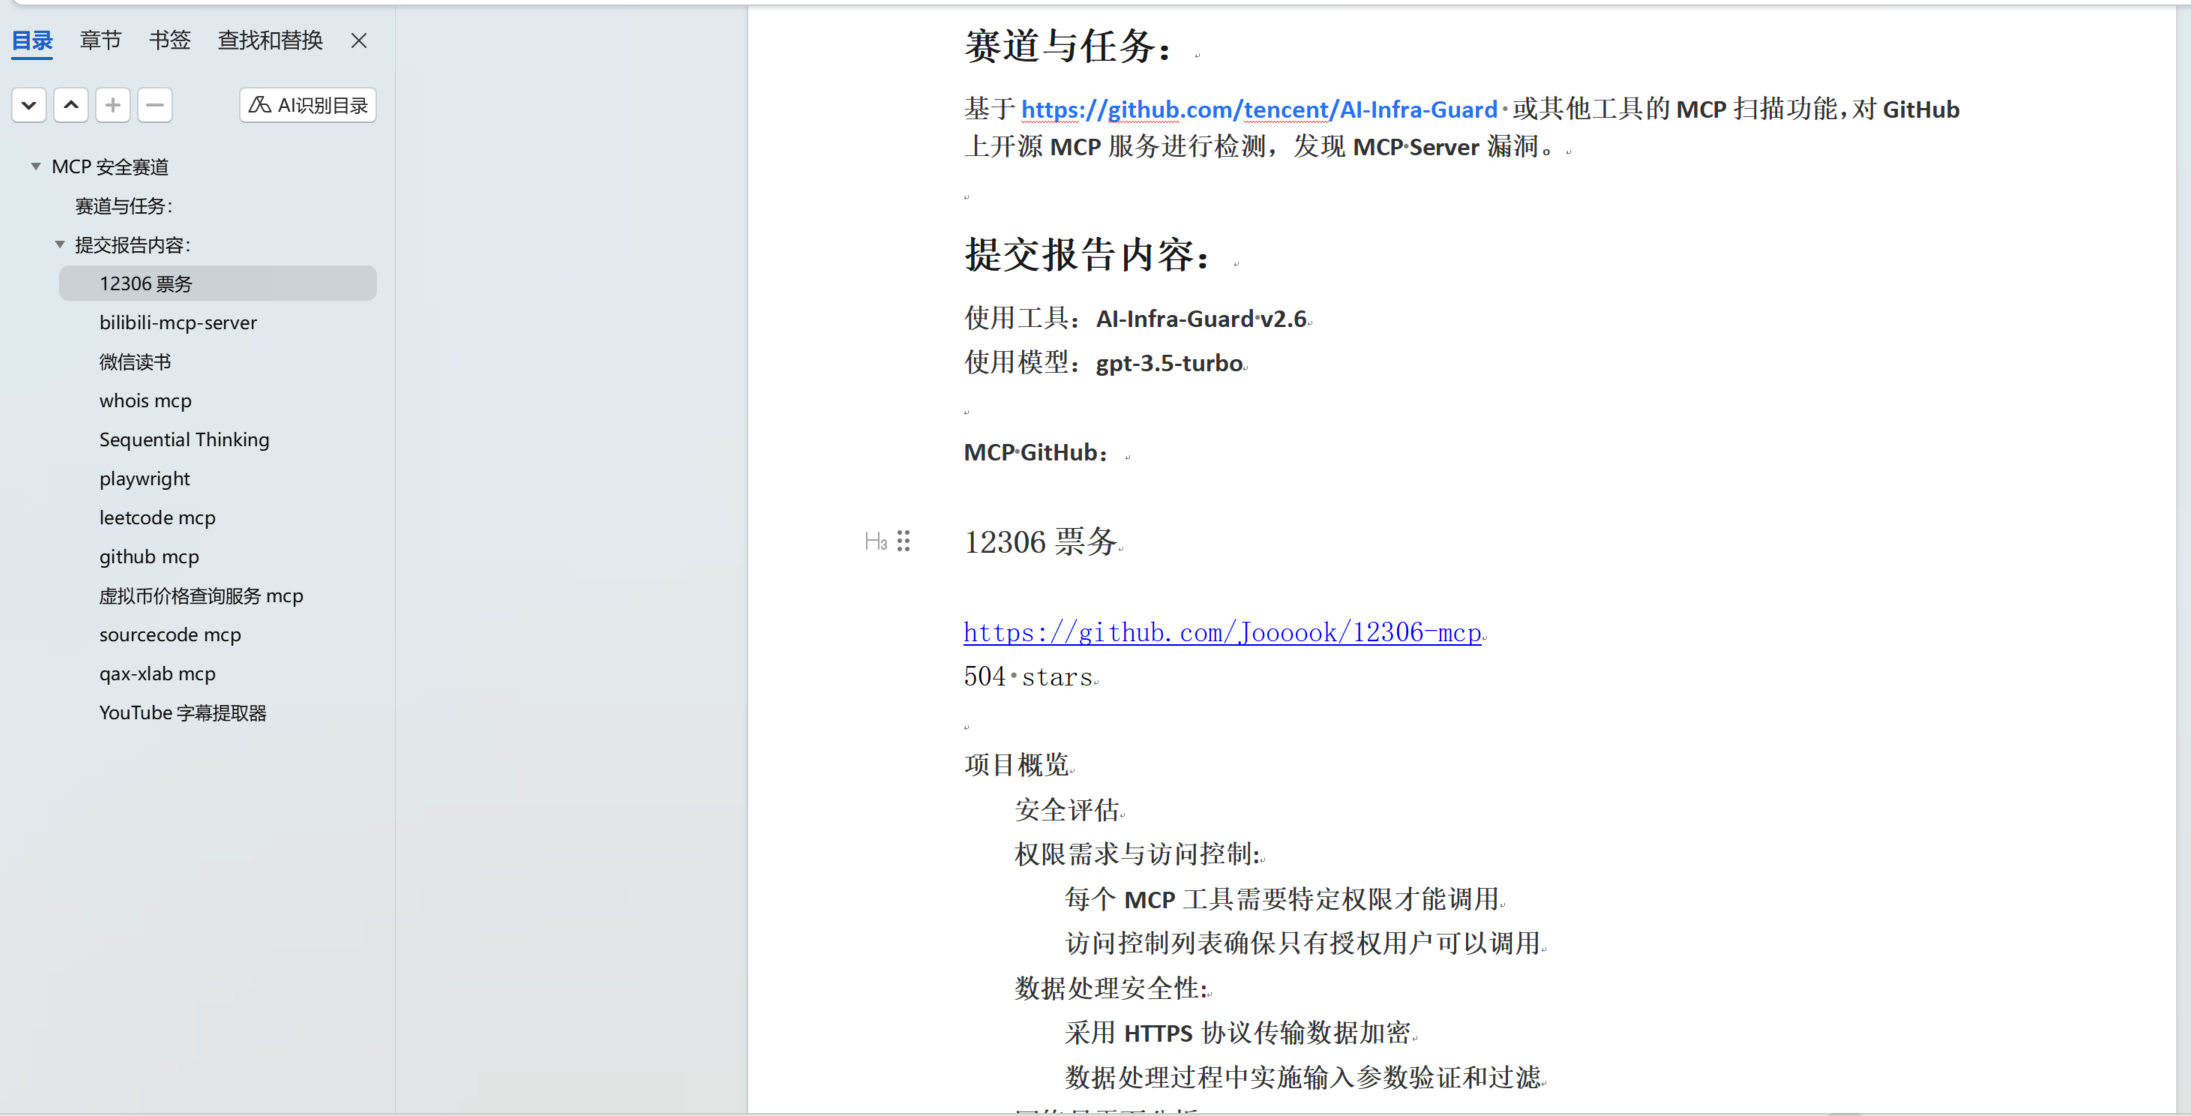 目录 章节 书签 查找和替换
AI识别目录
MCP 安全赛道
赛道与任务：
提交报告内容：
12306 票务
bilibili-mcp-server
微信读书
whois mcp
Sequential Thinking
playwright
leetcode mcp
github mcp
虚拟币价格查询服务 mcp
sourcecode mcp
qax-xlab mcp
YouTube 字幕提取器
赛道与任务：
基于 https://github.com/tencent/AI-Infra-Guard 或其他工具的 MCP 扫描功能，对 GitHub
上开源 MCP 服务进行检测，发现 MCP Server 漏洞。
提交报告内容：
使用工具：AI-Infra-Guard v2.6
使用模型：gpt-3.5-turbo
MCP GitHub：
H3
12306 票务
https://github.com/Joooook/12306-mcp
504 stars
项目概览
安全评估
权限需求与访问控制:
每个 MCP 工具需要特定权限才能调用
访问控制列表确保只有授权用户可以调用
数据处理安全性:
采用 HTTPS 协议传输数据加密
数据处理过程中实施输入参数验证和过滤